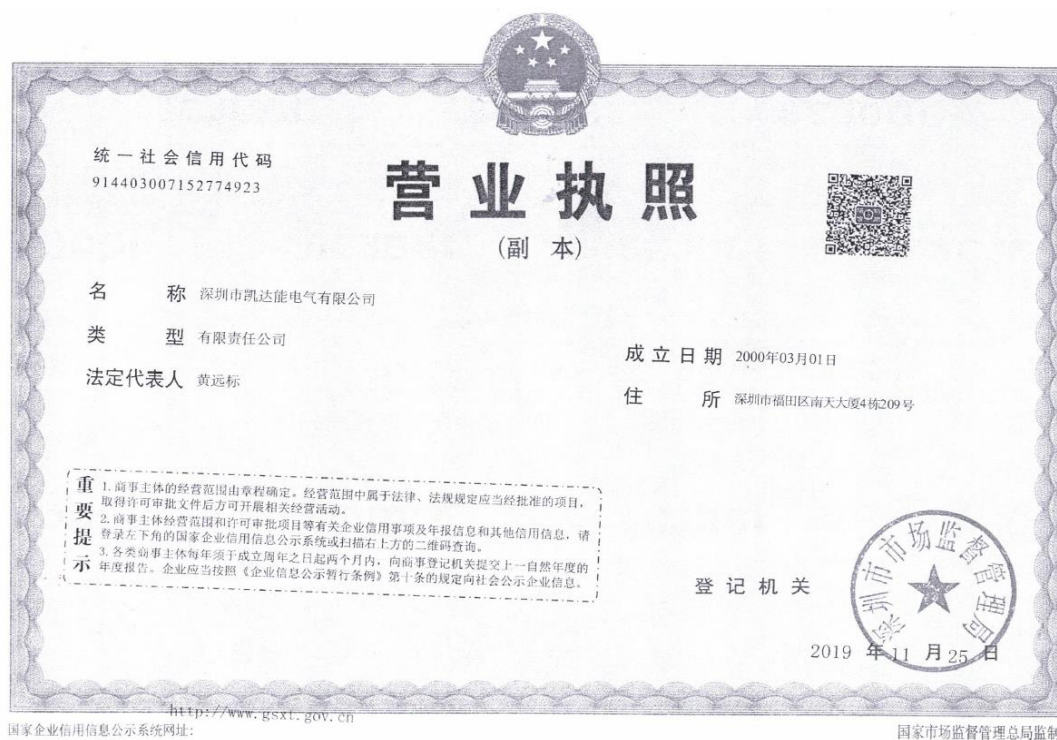 统一社会信用代码
914403007152774923
营业执照
(副 本)
名 称 深圳市凯达能电气有限公司
类 型 有限责任公司
法定代表人 黄远标
成立日期 2000年03月01日
住 所 深圳市福田区南天大厦4栋209号
重要提示
1. 商事主体的经营范围由章程确定。经营范围中属于法律、法规规定应当经批准的项目,
取得许可审批文件后方可开展相关经营活动。
2. 商事主体经营范围和许可审批项目等有关企业信用事项及年报信息和其他信用信息,请
登录左下角的国家企业信用信息公示系统或扫描右上方的二维码查询。
3. 各类商事主体每年须于成立周年之日起两个月内,向商事登记机关提交上一自然年度的
年度报告。企业应当按照《企业信息公示暂行条例》第十条的规定向社会公示企业信息。
登记机关
深圳市市场监督管理局
2019 年 11 月 25 日
http://www.gsxt.gov.cn
国家企业信用信息公示系统网址:
国家市场监督管理总局监制